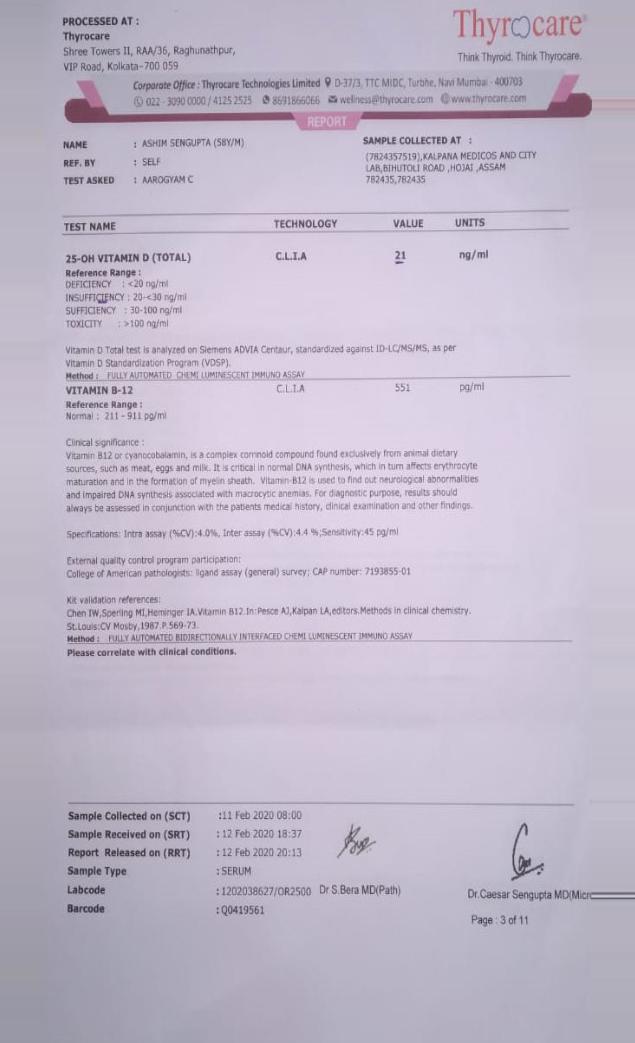 PROCESSED AT :
Thyrocare
Shree Towers II, RAA/36, Raghunathpur,
VIP Road, Kolkata-700 059
Thyrocare
Think Thyroid. Think Thyrocare.
Corporate Office : Thyrocare Technologies Limited D-37/3, TTC MIDC, Turbhe, Navi Mumbai - 400703
022 - 3090 0000 / 4125 2525 8691866066 wellness@thyrocare.com www.thyrocare.com
REPORT
NAME : ASHIM SENGUPTA (58Y/M)
REF. BY : SELF
TEST ASKED : AAROGYAM C
SAMPLE COLLECTED AT :
(7824357519),KALPANA MEDICOS AND CITY
LAB,BIHUTOLI ROAD ,HOJAI ,ASSAM
782435,782435
TEST NAME TECHNOLOGY VALUE UNITS
25-OH VITAMIN D (TOTAL) C.L.I.A 21 ng/ml
Reference Range :
DEFICIENCY : <20 ng/ml
INSUFFICIENCY : 20-<30 ng/ml
SUFFICIENCY : 30-100 ng/ml
TOXICITY : >100 ng/ml
Vitamin D Total test is analyzed on Siemens ADVIA Centaur, standardized against ID-LC/MS/MS, as per
Vitamin D Standardization Program (VDSP).
Method : FULLY AUTOMATED CHEMI LUMINESCENT IMMUNO ASSAY
VITAMIN B-12 C.L.I.A 551 pg/ml
Reference Range :
Normal : 211 - 911 pg/ml
Clinical significance :
Vitamin B12 or cyanocobalamin, is a complex corrinoid compound found exclusively from animal dietary
sources, such as meat, eggs and milk. It is critical in normal DNA synthesis, which in turn affects erythrocyte
maturation and in the formation of myelin sheath. Vitamin-B12 is used to find out neurological abnormalities
and impaired DNA synthesis associated with macrocytic anemias. For diagnostic purpose, results should
always be assessed in conjunction with the patients medical history, clinical examination and other findings.
Specifications: Intra assay (%CV):4.0%, Inter assay (%CV):4.4 %;Sensitivity:45 pg/ml
External quality control program participation:
College of American pathologists: ligand assay (general) survey; CAP number: 7193855-01
Kit validation references:
Chen IW,Sperling MI,Heminger IA.Vitamin B12.In:Pesce AJ,Kalpan LA,editors.Methods in clinical chemistry.
St.Louis:CV Mosby,1987.P.569-73.
Method : FULLY AUTOMATED BIDIRECTIONALLY INTERFACED CHEMI LUMINESCENT IMMUNO ASSAY
Please correlate with clinical conditions.
Sample Collected on (SCT) :11 Feb 2020 08:00
Sample Received on (SRT) : 12 Feb 2020 18:37
Report Released on (RRT) : 12 Feb 2020 20:13
Sample Type : SERUM
Labcode : 1202038627/OR2500 Dr S.Bera MD(Path) Dr.Caesar Sengupta MD(Micr
Barcode : Q0419561
Page : 3 of 11